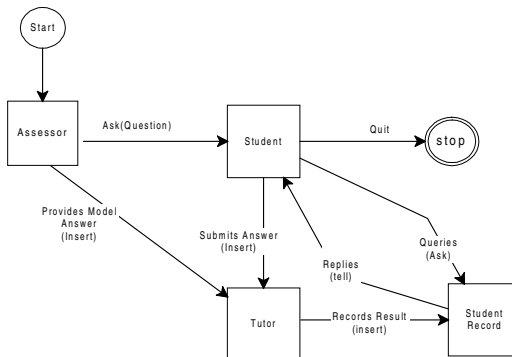 Start
Assessor
Ask(Question)
Student
Quit
stop
Provides Model
Answer
(Insert)
Submits Answer
(Insert)
Queries
(Ask)
Replies
(tell)
Tutor
Records Result
(insert)
Student
Record